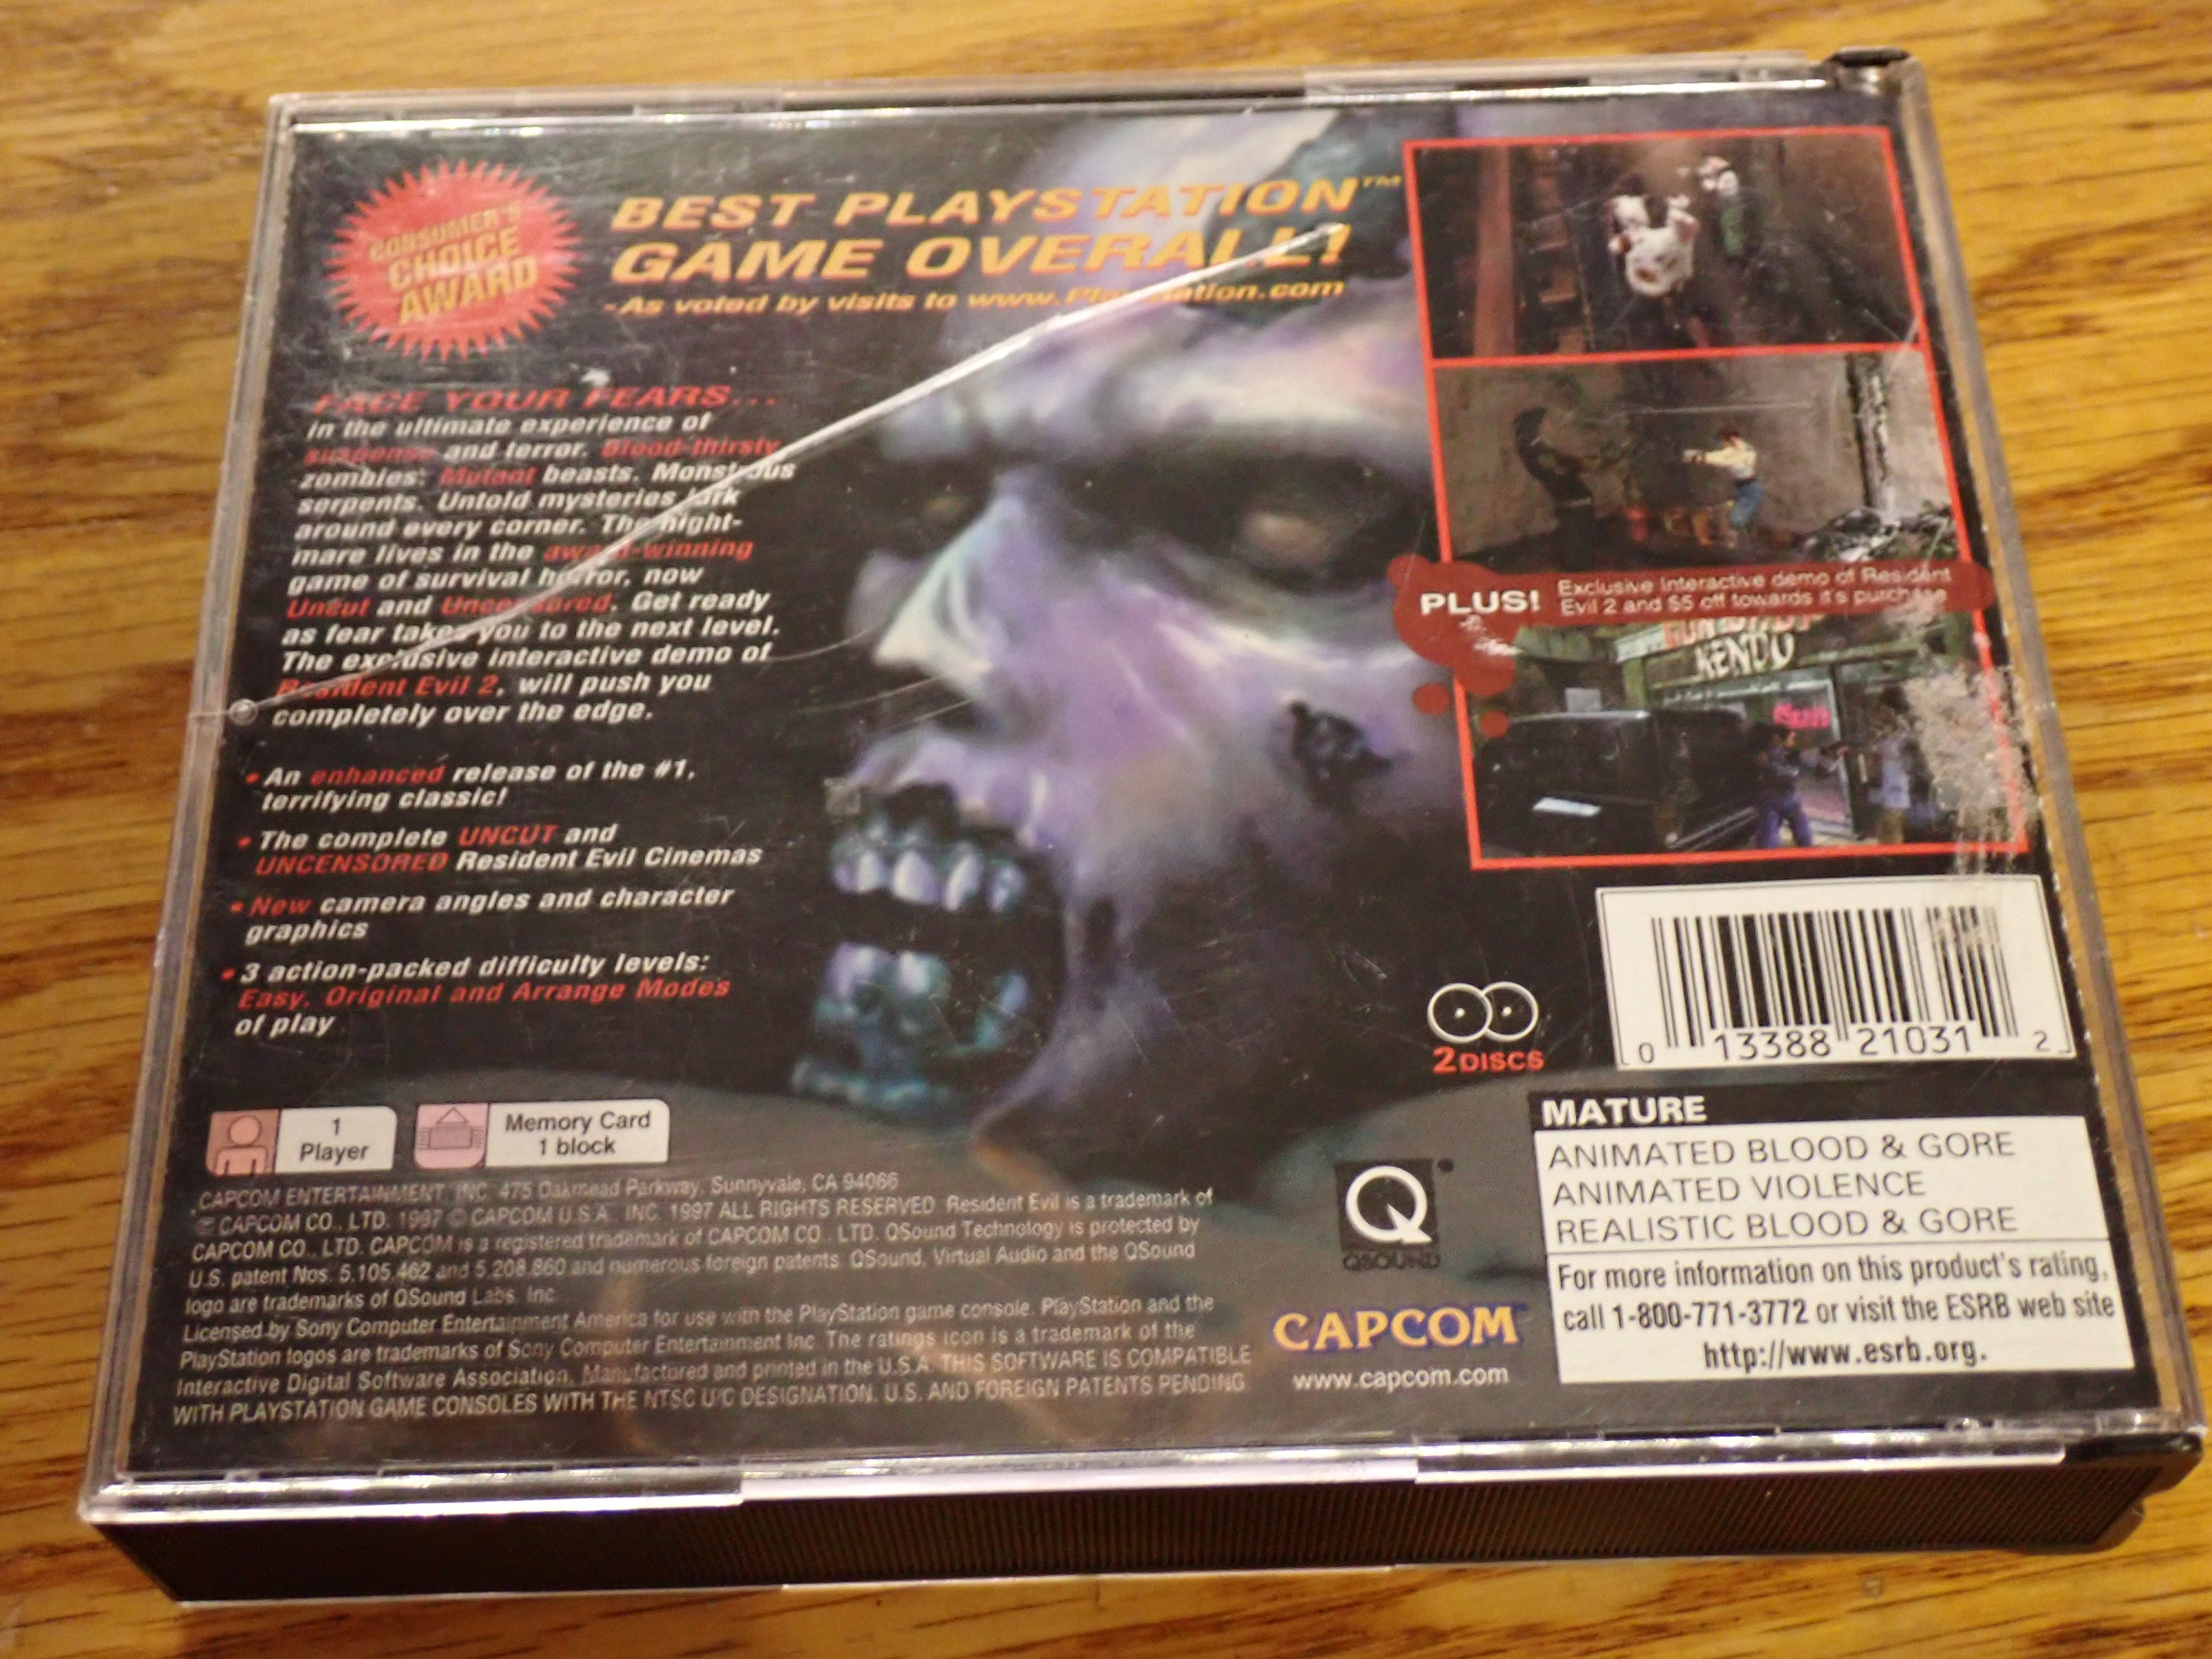 CONSUMER'S
CHOICE
AWARD
BEST PLAYSTATION™
GAME OVERALL!
-As voted by visits to www.PlayStation.com
FACE YOUR FEARS...
in the ultimate experience of
suspense and terror. Blood-thirsty
zombies. Mutant beasts. Monstrous
serpents. Untold mysteries lurk
around every corner. The night-
mare lives in the award-winning
game of survival horror, now
Uncut and Uncensored. Get ready
as fear takes you to the next level.
The exclusive interactive demo of
Resident Evil 2, will push you
completely over the edge.
• An enhanced release of the #1,
terrifying classic!
• The complete UNCUT and
UNCENSORED Resident Evil Cinemas
• New camera angles and character
graphics
• 3 action-packed difficulty levels:
Easy, Original and Arrange Modes
of play
PLUS! Exclusive Interactive demo of Resident
Evil 2 and $5 off towards it's purchase
KENDO
2 DISCS
0 13388 21031 2
1
Player
Memory Card
1 block
CAPCOM ENTERTAINMENT, INC. 475 Oakmead Parkway, Sunnyvale, CA 94066
© CAPCOM CO., LTD. 1997 © CAPCOM U.S.A. INC. 1997 ALL RIGHTS RESERVED. Resident Evil is a trademark of
CAPCOM CO., LTD. CAPCOM is a registered trademark of CAPCOM CO., LTD. QSound Technology is protected by
U.S. patent Nos. 5,105,462 and 5,208,860 and numerous foreign patents. QSound, Virtual Audio and the QSound
logo are trademarks of QSound Labs, Inc.
Licensed by Sony Computer Entertainment America for use with the PlayStation game console. PlayStation and the
PlayStation logos are trademarks of Sony Computer Entertainment Inc. The ratings icon is a trademark of the
Interactive Digital Software Association. Manufactured and printed in the U.S.A. THIS SOFTWARE IS COMPATIBLE
WITH PLAYSTATION GAME CONSOLES WITH THE NTSC U/C DESIGNATION. U.S. AND FOREIGN PATENTS PENDING.
Q
QSOUND
CAPCOM
www.capcom.com
MATURE
ANIMATED BLOOD & GORE
ANIMATED VIOLENCE
REALISTIC BLOOD & GORE
For more information on this product's rating,
call 1-800-771-3772 or visit the ESRB web site
http://www.esrb.org.